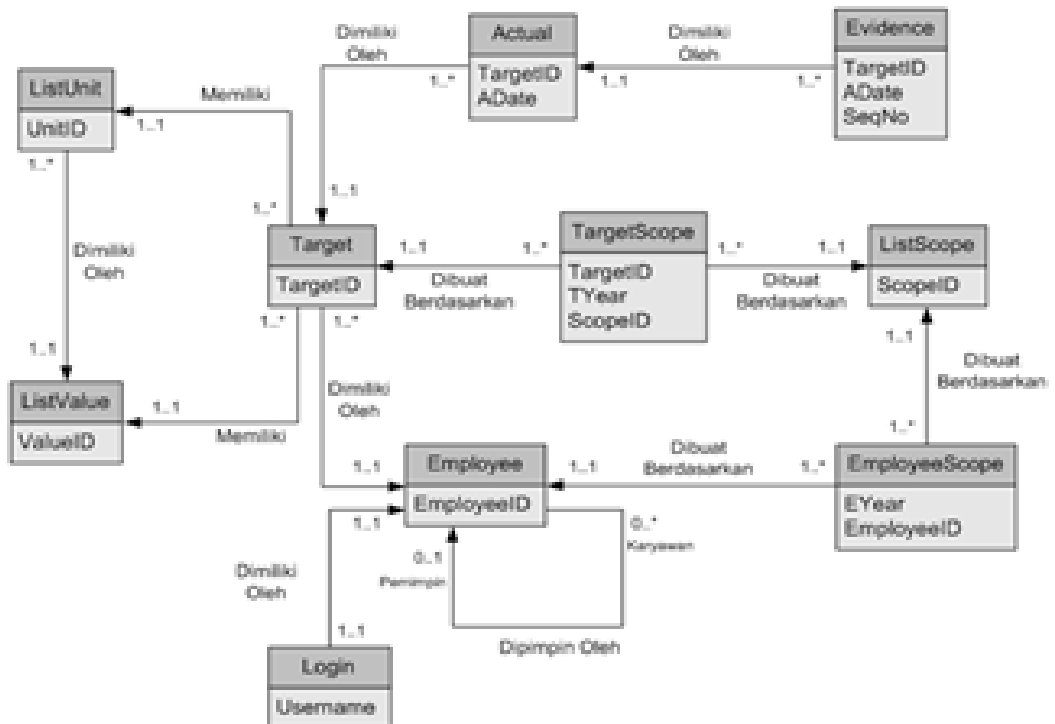 Actual
TargetID
ADate
Evidence
TargetID
ADate
SeqNo
Dimiliki
Oleh
1..*
1..1
Dimiliki
Oleh
1..*
1..1
ListUnit
UnitID
Memiliki
1..1
1..*
1..*
Dimiliki
Oleh
1..1
Target
TargetID
1..1
1..*
Dibuat
Berdasarkan
TargetScope
TargetID
TYear
ScopeID
1..*
1..1
Dibuat
Berdasarkan
ListScope
ScopeID
1..*
1..*
1..1
Dibuat
Berdasarkan
1..*
ListValue
ValueID
1..1
Memiliki
Dimiliki
Oleh
1..1
Employee
EmployeeID
1..1
Dibuat
Berdasarkan
1..*
EmployeeScope
EYear
EmployeeID
1..1
0..1
Pemimpin
0..*
Karyawan
Dipimpin Oleh
Dimiliki
Oleh
1..1
Login
Username